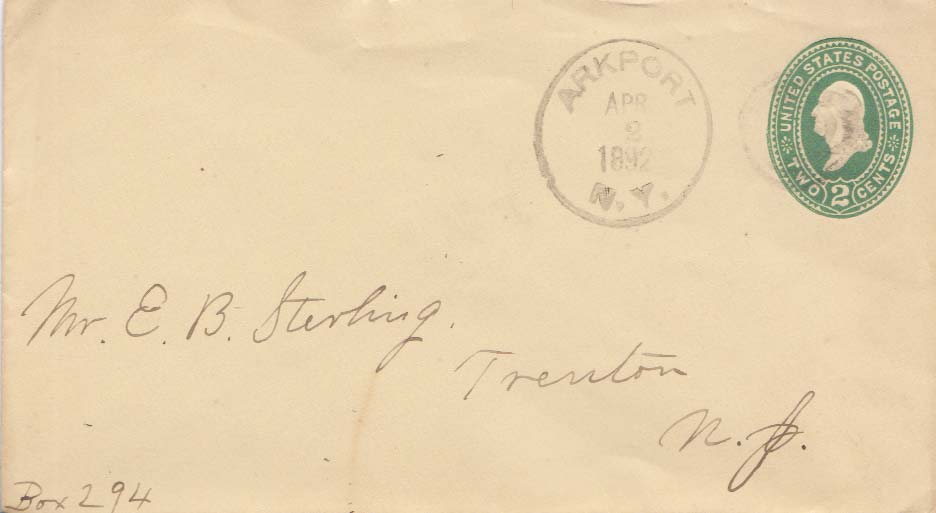 ARKPORT
APR
2
1892
N.Y.
UNITED STATES POSTAGE
TWO 2 CENTS
Mr. E. B. Sterling.
Trenton
N. J.
Box 294